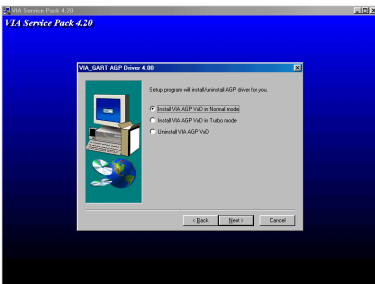 VIA Service Pack 4.20
VIA Service Pack 4.20
VIA_GART AGP Driver 4.00
Setup program will install/uninstall AGP driver for you.
Install VIA AGP VxD in Normal mode
Install VIA AGP VxD in Turbo mode
Uninstall VIA AGP VxD
< Back
Next >
Cancel